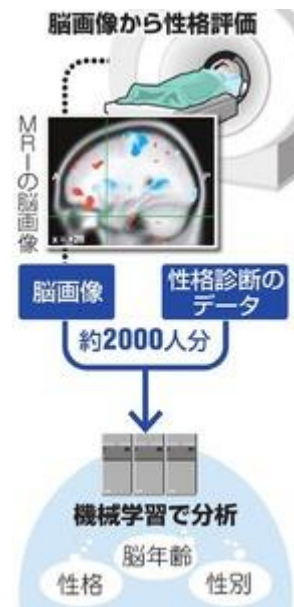 脳画像から性格評価
MRIの脳画像
脳画像
性格診断の
データ
約2000人分
機械学習で分析
脳年齢
性格
性別